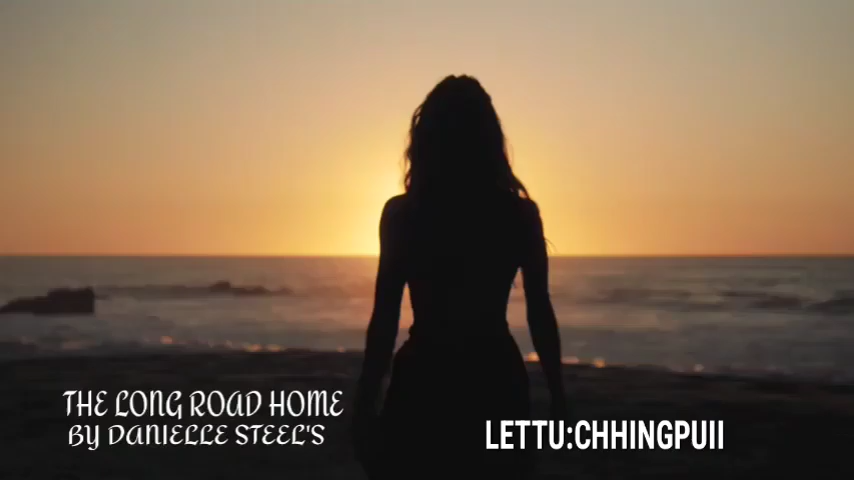 THE LONG ROAD HOME
BY DANIELLE STEEL'S
LETTU:CHHINGPUII